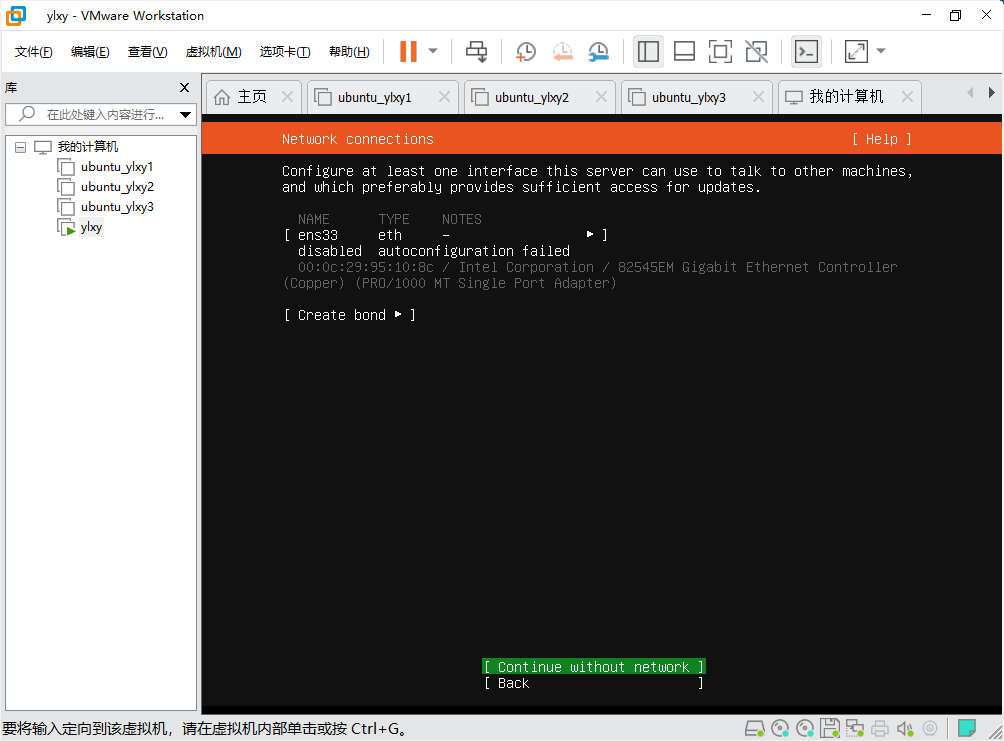 ylxy - VMware Workstation
文件(F) 编辑(E) 查看(V) 虚拟机(M) 选项卡(T) 帮助(H)
库
在此处键入内容进行...
我的计算机
ubuntu_ylxy1
ubuntu_ylxy2
ubuntu_ylxy3
ylxy
主页 ubuntu_ylxy1 ubuntu_ylxy2 ubuntu_ylxy3 我的计算机
Network connections [ Help ]
Configure at least one interface this server can use to talk to other machines,
and which preferably provides sufficient access for updates.
NAME TYPE NOTES
[ ens33 eth – ▸ ]
disabled autoconfiguration failed
00:0c:29:95:10:8c / Intel Corporation / 82545EM Gigabit Ethernet Controller
(Copper) (PRO/1000 MT Single Port Adapter)
[ Create bond ▸ ]
[ Continue without network ]
[ Back ]
要将输入定向到该虚拟机，请在虚拟机内部单击或按 Ctrl+G。